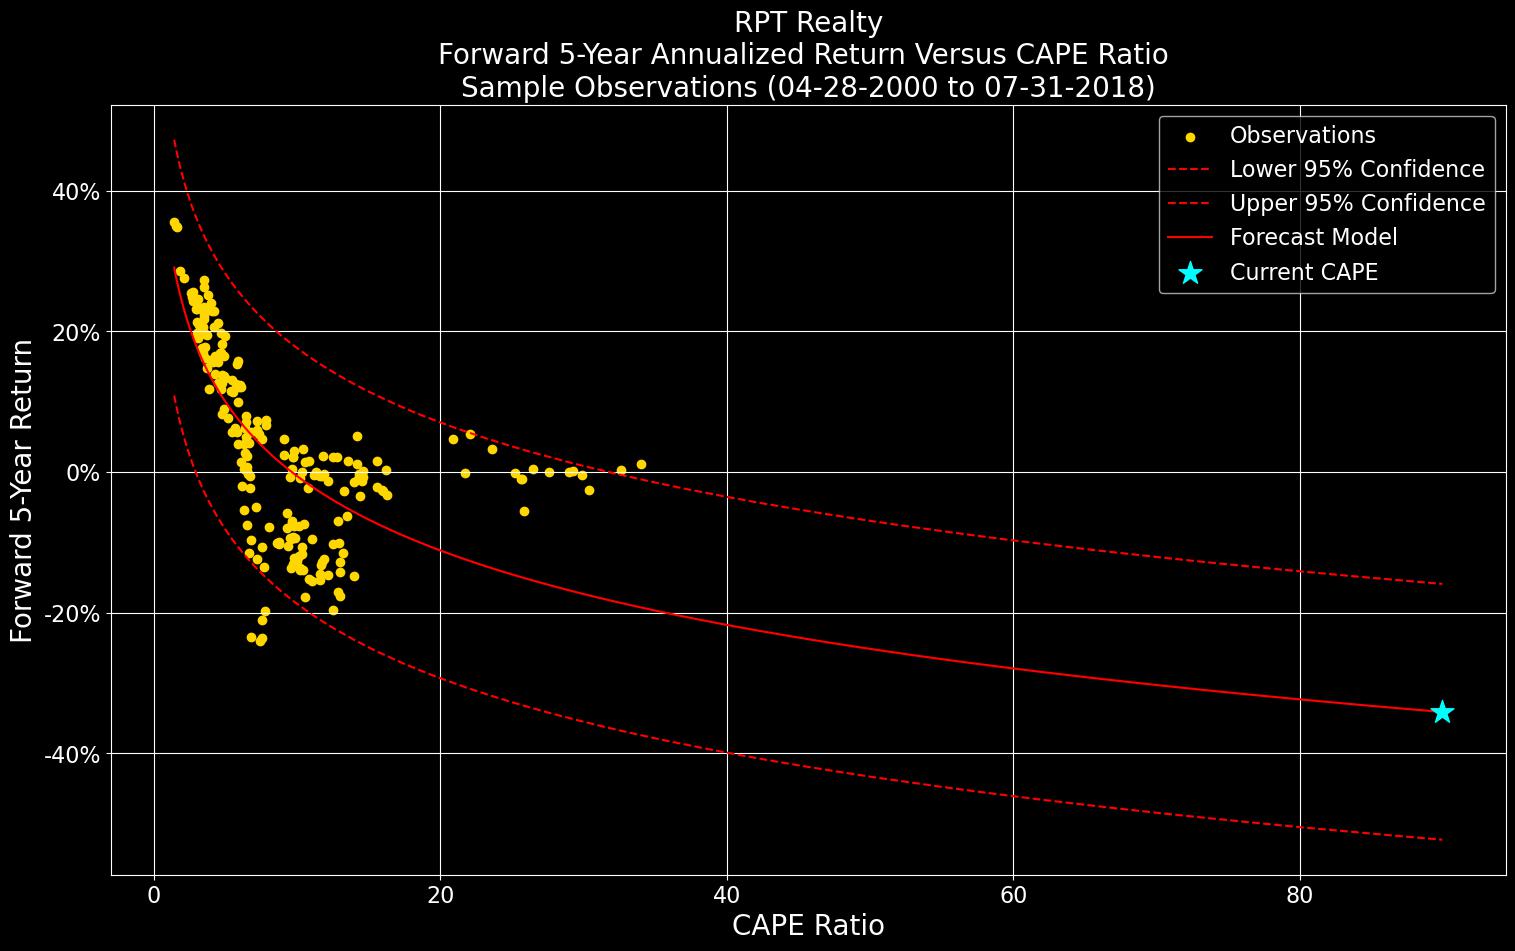 RPT Realty
Forward 5-Year Annualized Return Versus CAPE Ratio
Sample Observations (04-28-2000 to 07-31-2018)
Observations
Lower 95% Confidence
Upper 95% Confidence
Forecast Model
Current CAPE
Forward 5-Year Return
40%
20%
0%
-20%
-40%
0
20
40
60
80
CAPE Ratio